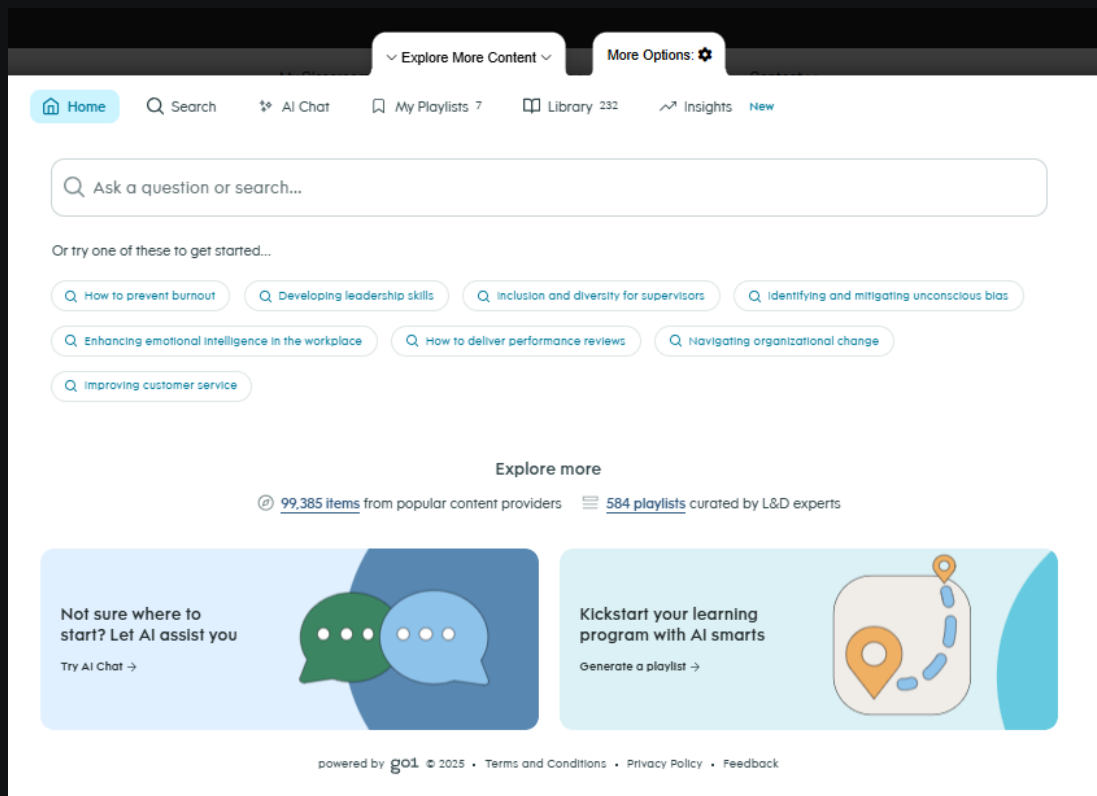 Explore More Content
More Options:
Home Search AI Chat My Playlists 7 Library 232 Insights New
Ask a question or search...
Or try one of these to get started...
How to prevent burnout Developing leadership skills Inclusion and diversity for supervisors Identifying and mitigating unconscious bias
Enhancing emotional intelligence in the workplace How to deliver performance reviews Navigating organizational change
Improving customer service
Explore more
99,385 items from popular content providers 584 playlists curated by L&D experts
Not sure where to
start? Let AI assist you
Try AI Chat →
Kickstart your learning
program with AI smarts
Generate a playlist →
powered by go1 © 2025 • Terms and Conditions • Privacy Policy • Feedback